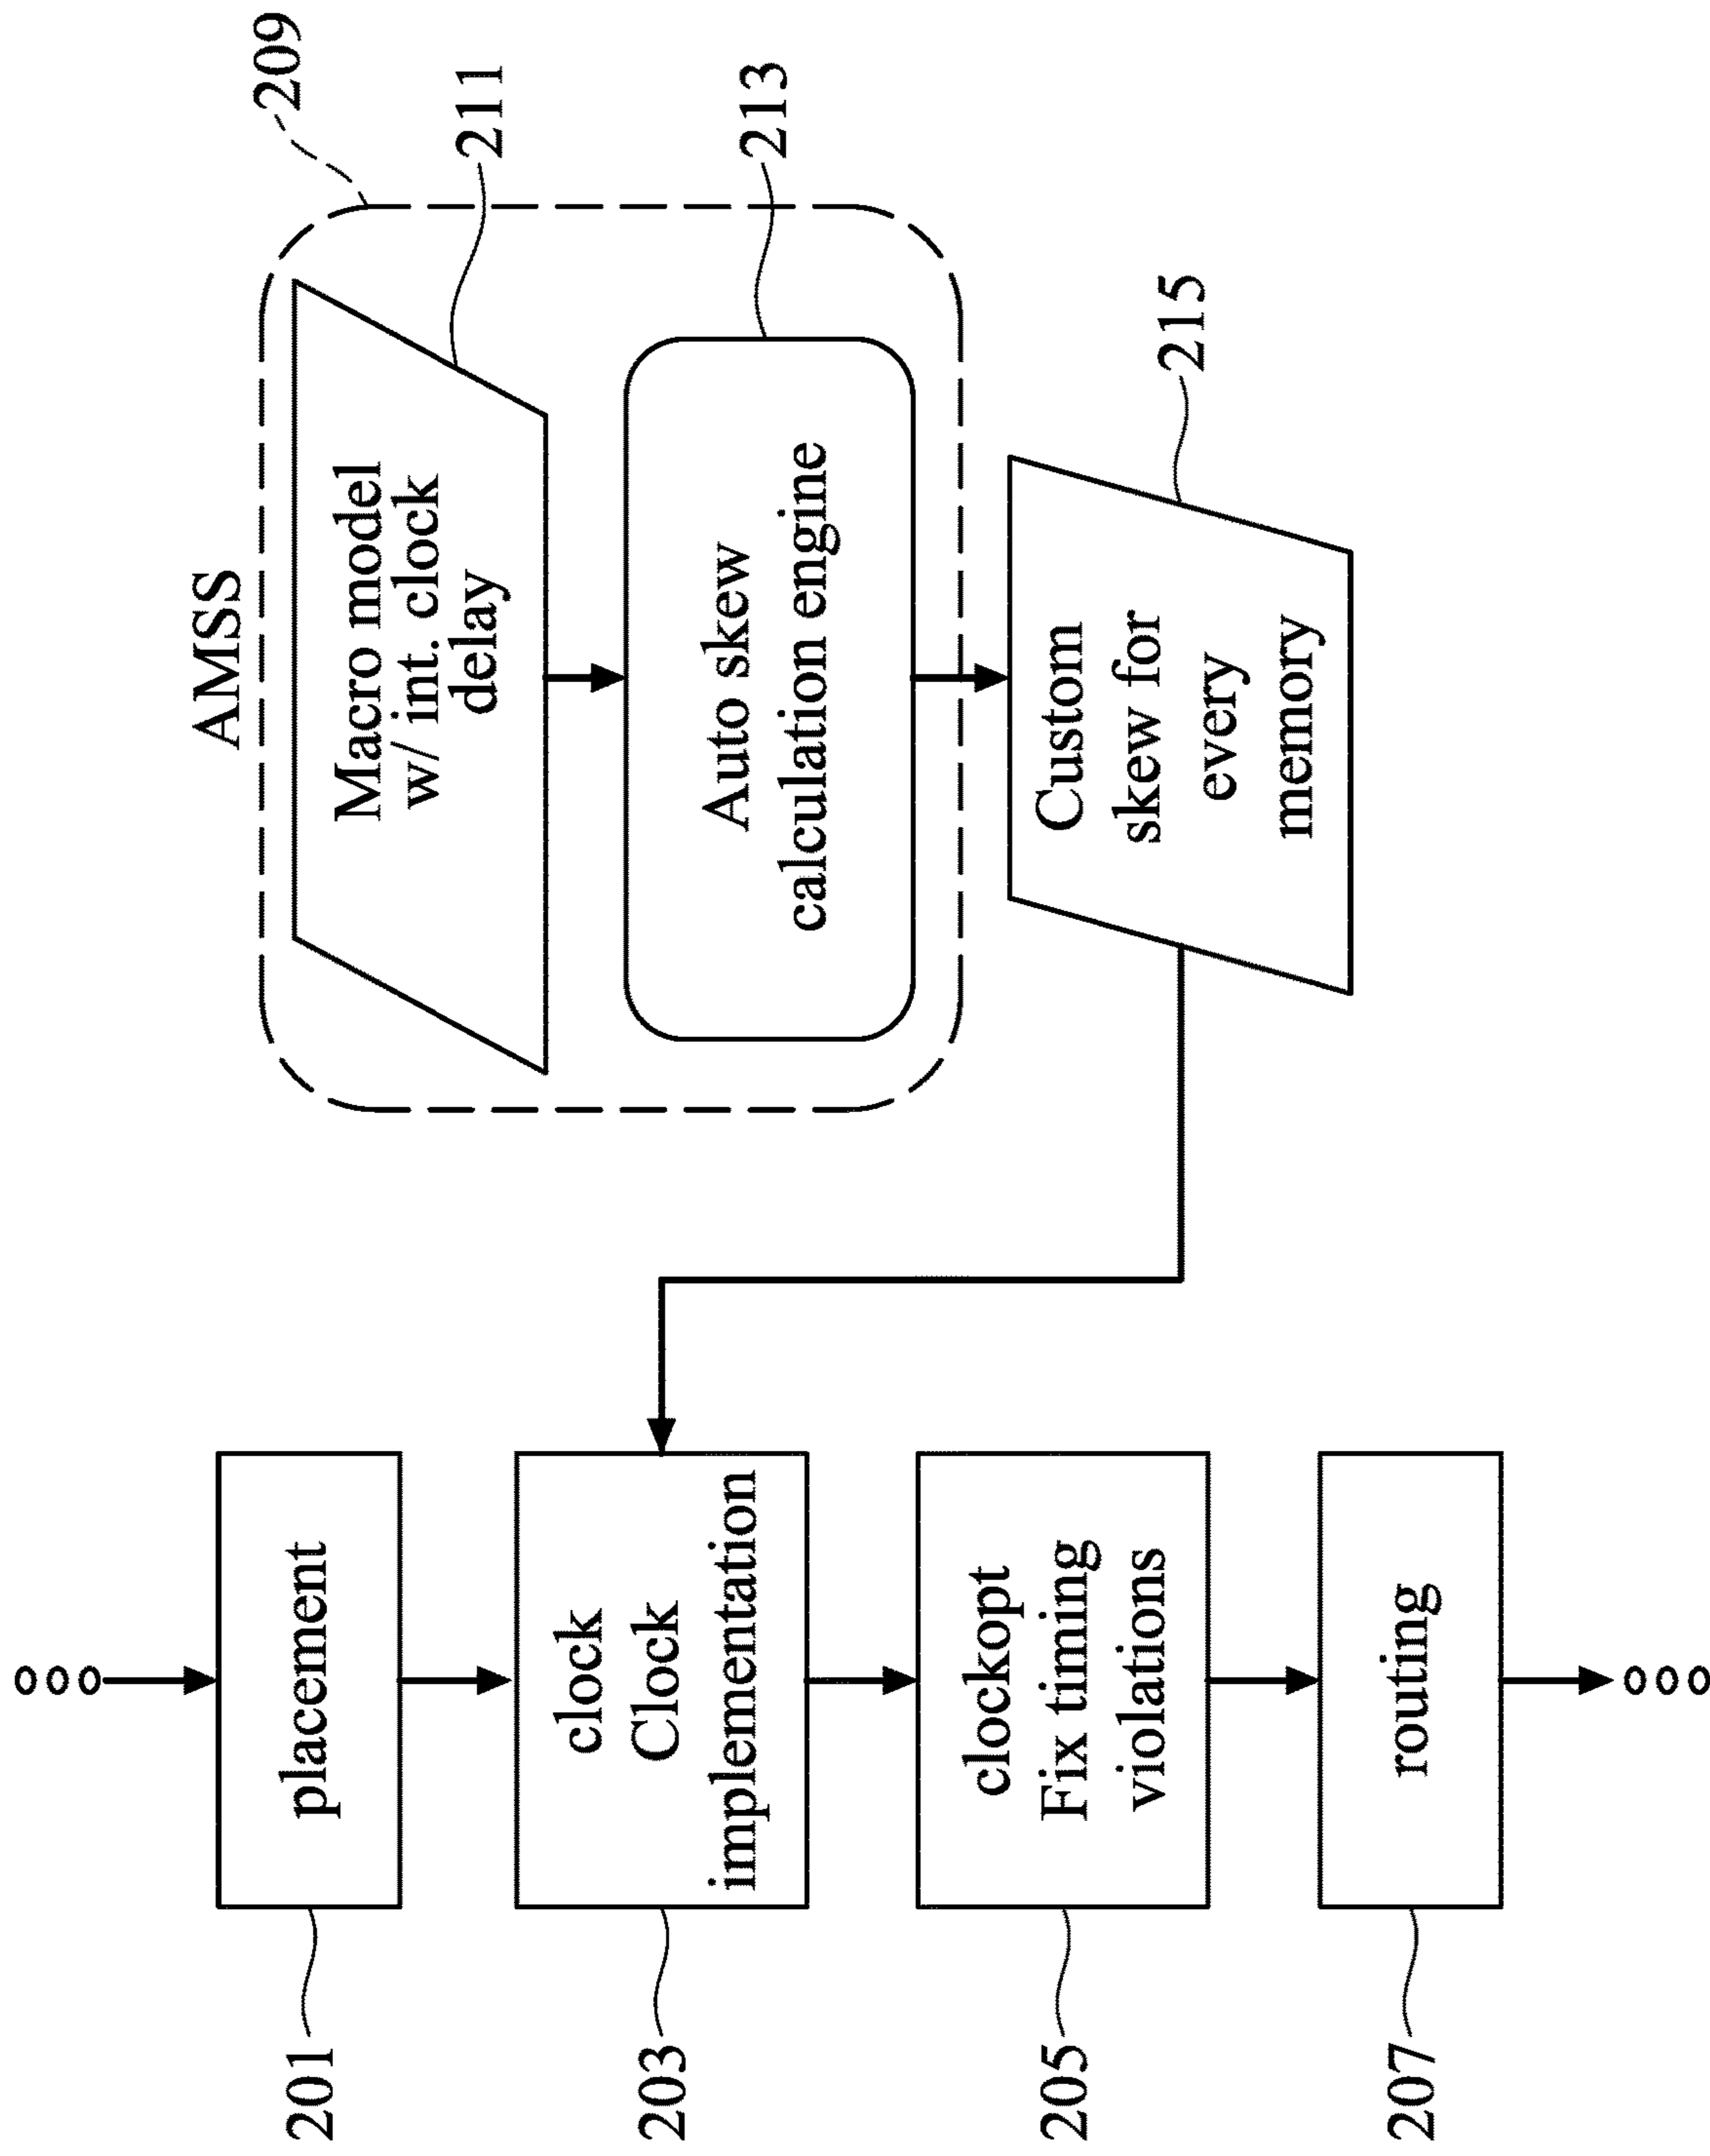 AMSS
209
Macro model
w/ int. clock
delay
211
Auto skew
calculation engine
213
Custom
skew for
every
memory
215
placement
201
clock
Clock
implementation
203
clockopt
Fix timing
violations
205
routing
207